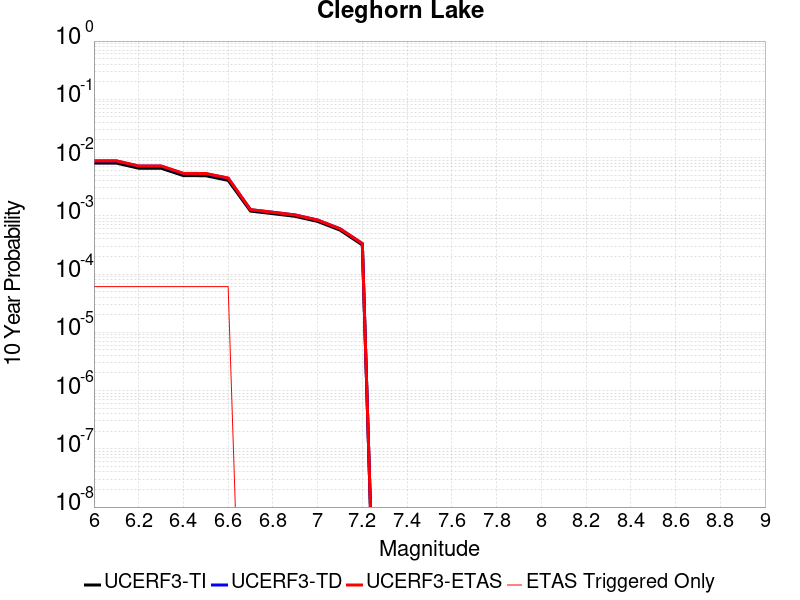 Cleghorn Lake
10^0
10^-1
10^-2
10^-3
10^-4
10^-5
10^-6
10^-7
10^-8
10 Year Probability
6 6.2 6.4 6.6 6.8 7 7.2 7.4 7.6 7.8 8 8.2 8.4 8.6 8.8 9
Magnitude
UCERF3-TI UCERF3-TD UCERF3-ETAS ETAS Triggered Only